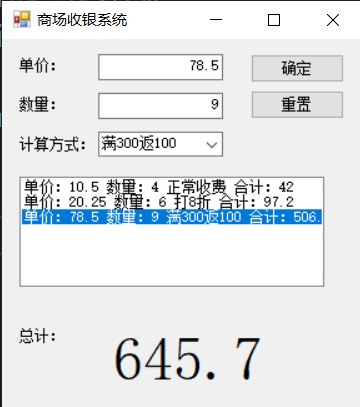 商场收银系统
单价: 78.5 确定
数量: 9 重置
计算方式: 满300返100
单价: 10.5 数量: 4 正常收费 合计: 42
单价: 20.25 数量: 6 打8折 合计: 97.2
单价: 78.5 数量: 9 满300返100 合计: 506.
总计: 645.7